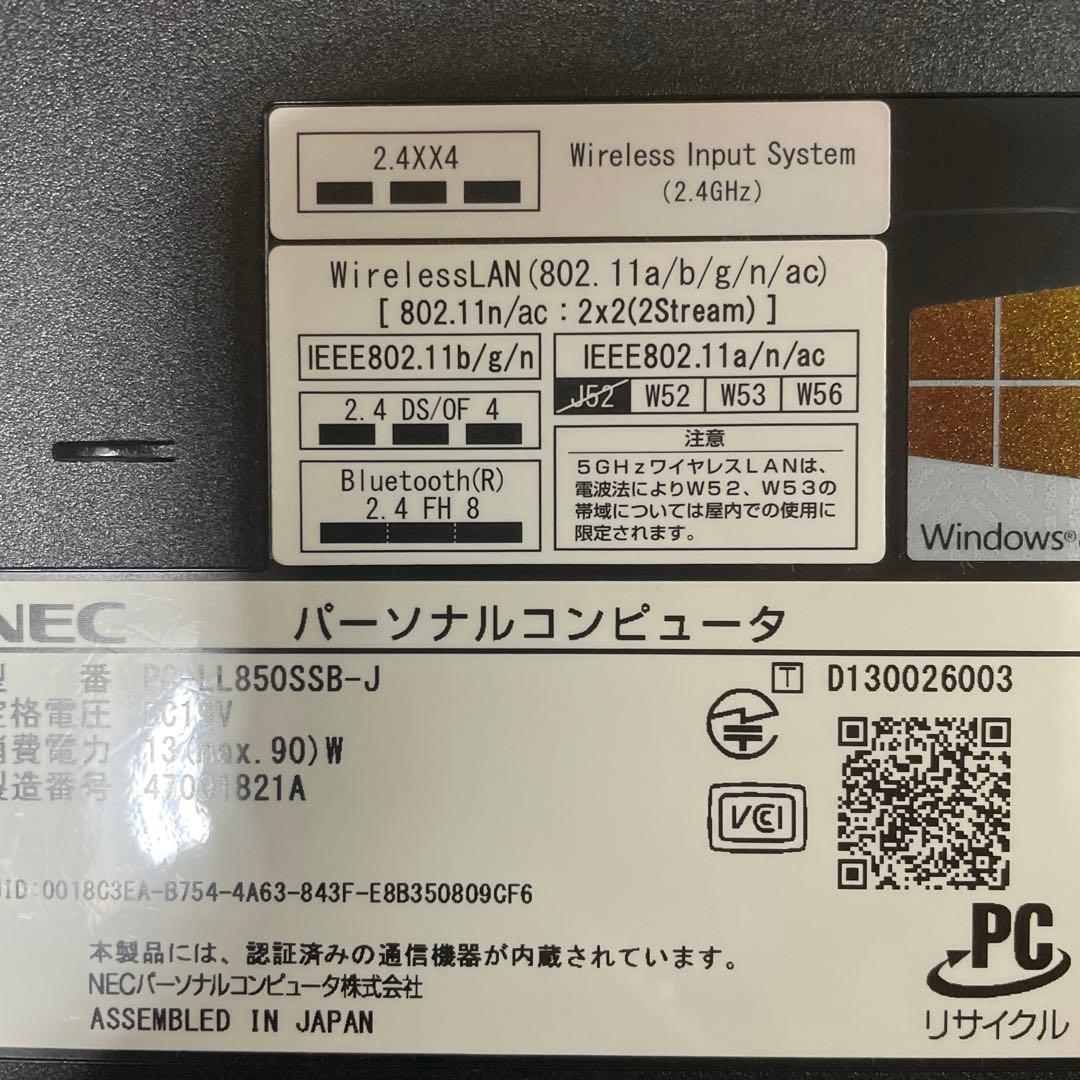 2.4XX4
Wireless Input System
(2.4GHz)
WirelessLAN(802.11a/b/g/n/ac)
[ 802.11n/ac : 2x2(2Stream) ]
IEEE802.11b/g/n
IEEE802.11a/n/ac
J52 W52 W53 W56
2.4 DS/OF 4
Bluetooth(R)
2.4 FH 8
注意
5GHzワイヤレスLANは、
電波法によりW52、W53の
帯域については屋内での使用に
限定されます。
Windows®
NEC パーソナルコンピュータ
型 番 PC-LL850SSB-J
定格電圧 DC19V
消費電力 13(max.90)W
製造番号 47001821A
T D130026003
VCCI
UUID:0018C3EA-B754-4A63-843F-E8B350809CF6
本製品には、認証済みの通信機器が内蔵されています。
NECパーソナルコンピュータ株式会社
ASSEMBLED IN JAPAN
PC
リサイクル